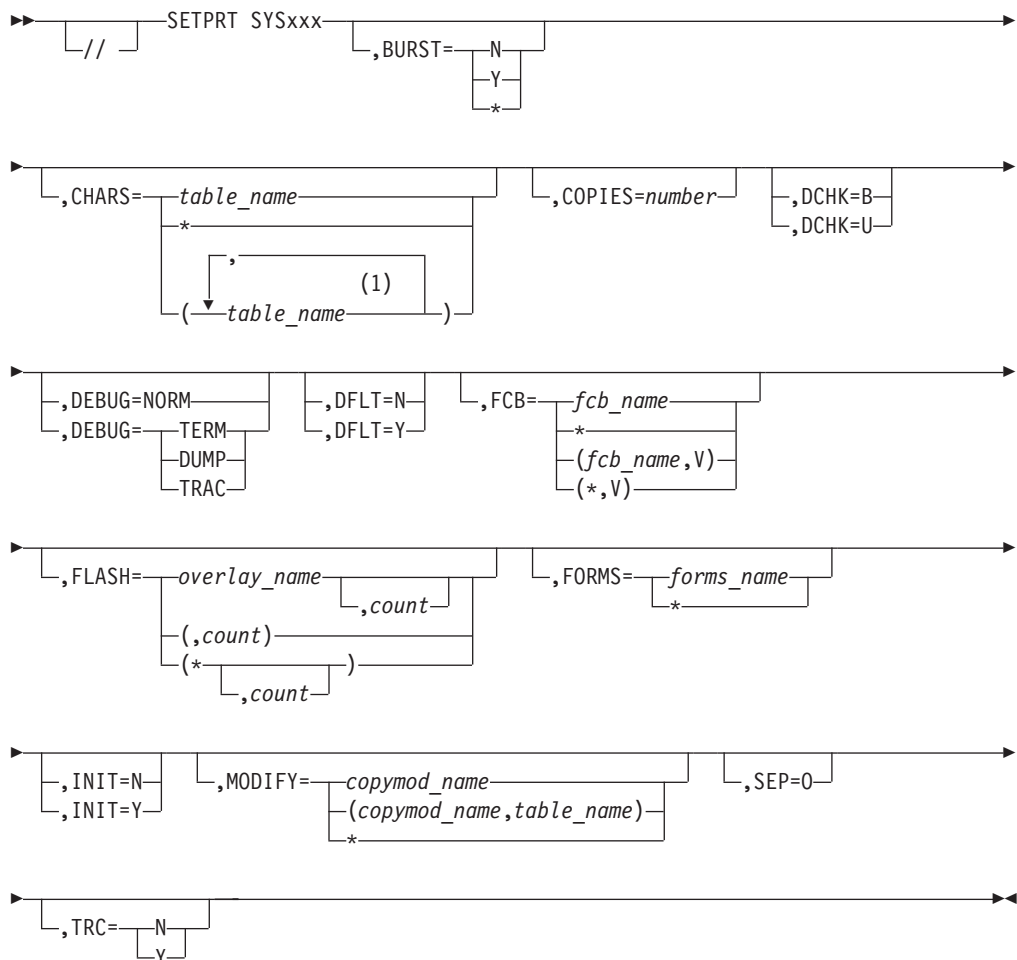 SETPRT SYSxxx
// ,BURST= N
Y
*
,CHARS= table_name ,COPIES=number ,DCHK=B
* ,DCHK=U
,
(1)
( table_name )
,DEBUG=NORM ,DFLT=N ,FCB= fcb_name
,DEBUG= TERM ,DFLT=Y *
DUMP (fcb_name,V)
TRAC (*,V)
,FLASH= overlay_name ,FORMS= forms_name
,count *
(,count)
(* )
,count
,INIT=N ,MODIFY= copymod_name ,SEP=O
,INIT=Y (copymod_name,table_name)
*
,TRC= N
Y